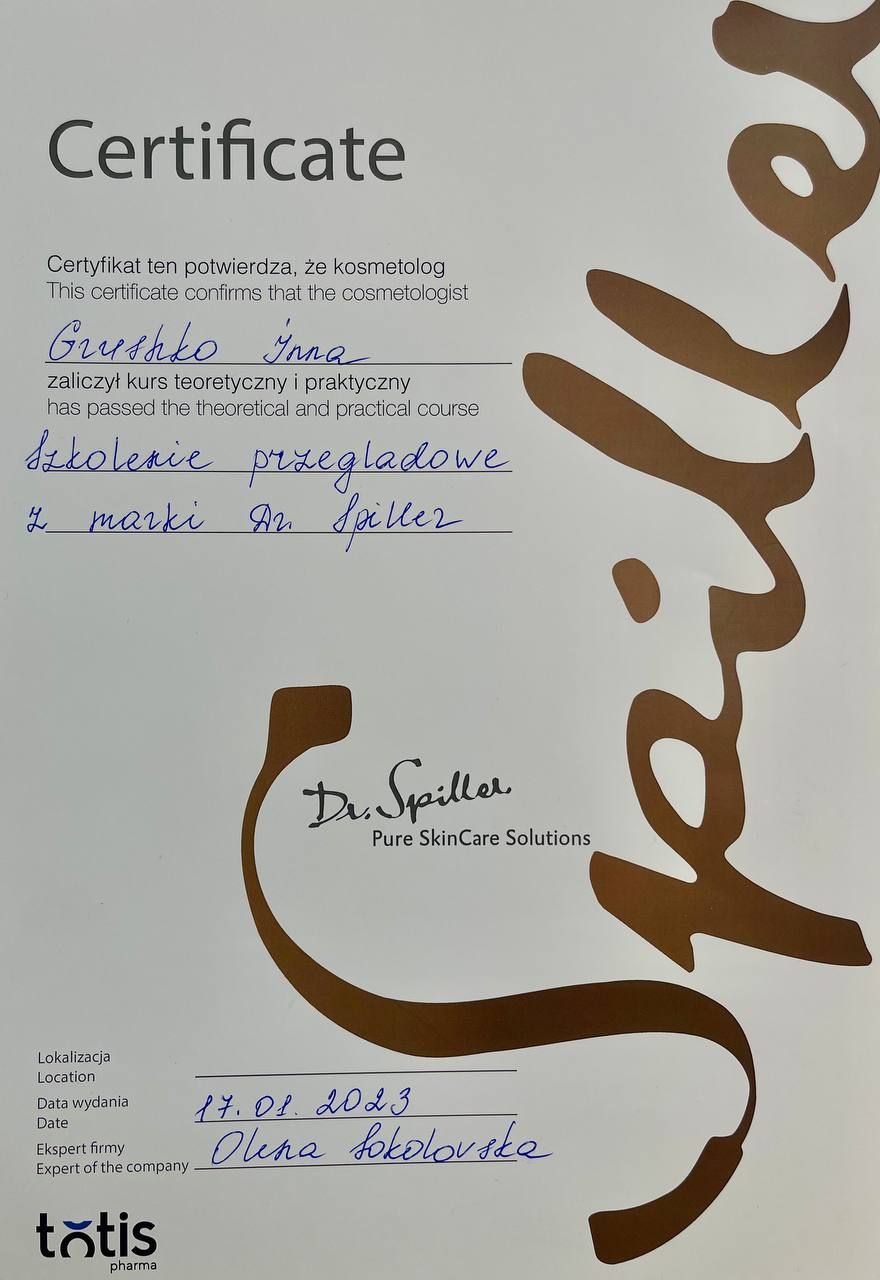 Certificate
Certyfikat ten potwierdza, że kosmetolog
This certificate confirms that the cosmetologist
Grushko Inna
zaliczył kurs teoretyczny i praktyczny
has passed the theoretical and practical course
Szkolenie przegladowe
z marki Dr. Spiller
Spiller
Dr. Spiller
Pure SkinCare Solutions
Lokalizacja
Location
Data wydania
Date
17.01.2023
Ekspert firmy
Expert of the company
Olena Sokolovska
totis
pharma